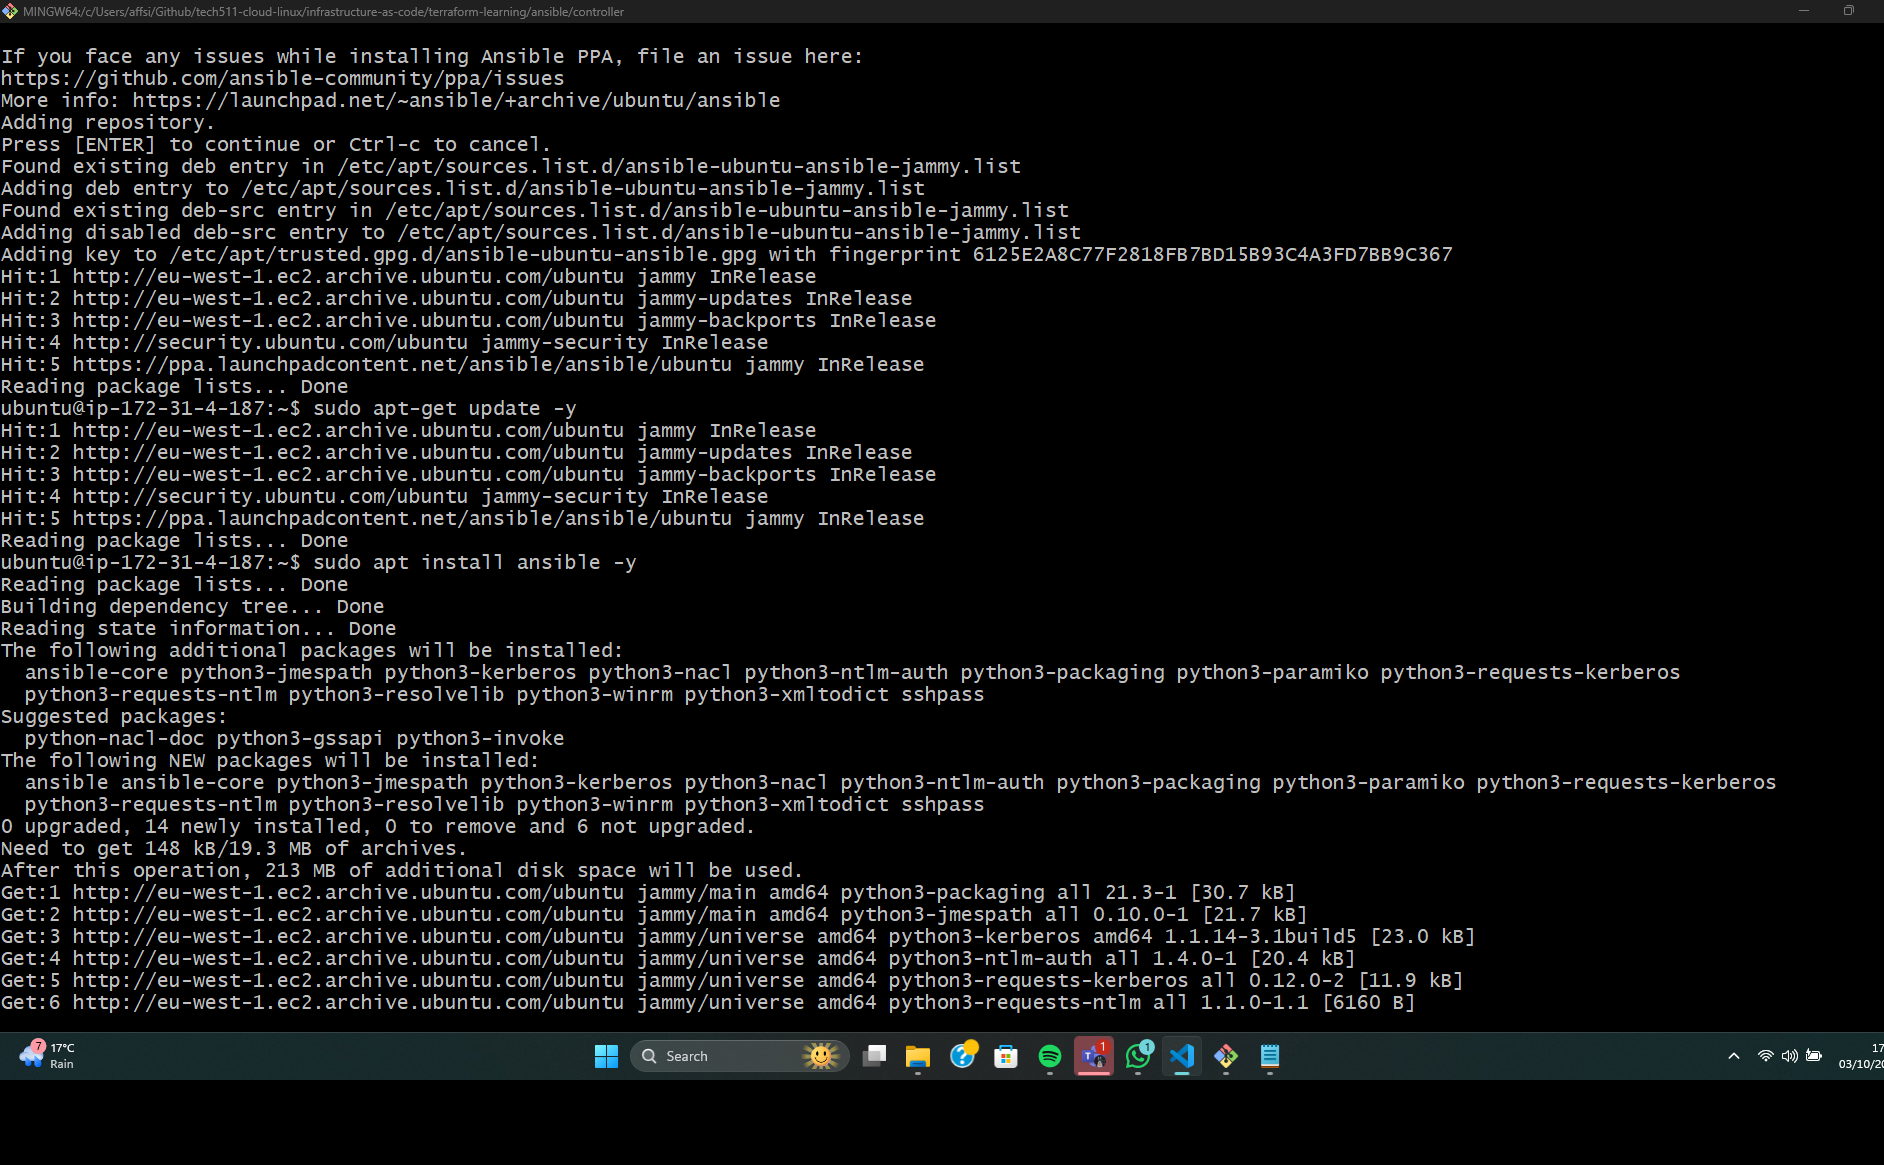 MINGW64:/c/Users/affsi/Github/tech511-cloud-linux/infrastructure-as-code/terraform-learning/ansible/controller
If you face any issues while installing Ansible PPA, file an issue here:
https://github.com/ansible-community/ppa/issues
More info: https://launchpad.net/~ansible/+archive/ubuntu/ansible
Adding repository.
Press [ENTER] to continue or Ctrl-c to cancel.
Found existing deb entry in /etc/apt/sources.list.d/ansible-ubuntu-ansible-jammy.list
Adding deb entry to /etc/apt/sources.list.d/ansible-ubuntu-ansible-jammy.list
Found existing deb-src entry in /etc/apt/sources.list.d/ansible-ubuntu-ansible-jammy.list
Adding disabled deb-src entry to /etc/apt/sources.list.d/ansible-ubuntu-ansible-jammy.list
Adding key to /etc/apt/trusted.gpg.d/ansible-ubuntu-ansible.gpg with fingerprint 6125E2A8C77F2818FB7BD15B93C4A3FD7BB9C367
Hit:1 http://eu-west-1.ec2.archive.ubuntu.com/ubuntu jammy InRelease
Hit:2 http://eu-west-1.ec2.archive.ubuntu.com/ubuntu jammy-updates InRelease
Hit:3 http://eu-west-1.ec2.archive.ubuntu.com/ubuntu jammy-backports InRelease
Hit:4 http://security.ubuntu.com/ubuntu jammy-security InRelease
Hit:5 https://ppa.launchpadcontent.net/ansible/ansible/ubuntu jammy InRelease
Reading package lists... Done
ubuntu@ip-172-31-4-187:~$ sudo apt-get update -y
Hit:1 http://eu-west-1.ec2.archive.ubuntu.com/ubuntu jammy InRelease
Hit:2 http://eu-west-1.ec2.archive.ubuntu.com/ubuntu jammy-updates InRelease
Hit:3 http://eu-west-1.ec2.archive.ubuntu.com/ubuntu jammy-backports InRelease
Hit:4 http://security.ubuntu.com/ubuntu jammy-security InRelease
Hit:5 https://ppa.launchpadcontent.net/ansible/ansible/ubuntu jammy InRelease
Reading package lists... Done
ubuntu@ip-172-31-4-187:~$ sudo apt install ansible -y
Reading package lists... Done
Building dependency tree... Done
Reading state information... Done
The following additional packages will be installed:
  ansible-core python3-jmespath python3-kerberos python3-nacl python3-ntlm-auth python3-packaging python3-paramiko python3-requests-kerberos
  python3-requests-ntlm python3-resolvelib python3-winrm python3-xmltodict sshpass
Suggested packages:
  python-nacl-doc python3-gssapi python3-invoke
The following NEW packages will be installed:
  ansible ansible-core python3-jmespath python3-kerberos python3-nacl python3-ntlm-auth python3-packaging python3-paramiko python3-requests-kerberos
  python3-requests-ntlm python3-resolvelib python3-winrm python3-xmltodict sshpass
0 upgraded, 14 newly installed, 0 to remove and 6 not upgraded.
Need to get 148 kB/19.3 MB of archives.
After this operation, 213 MB of additional disk space will be used.
Get:1 http://eu-west-1.ec2.archive.ubuntu.com/ubuntu jammy/main amd64 python3-packaging all 21.3-1 [30.7 kB]
Get:2 http://eu-west-1.ec2.archive.ubuntu.com/ubuntu jammy/main amd64 python3-jmespath all 0.10.0-1 [21.7 kB]
Get:3 http://eu-west-1.ec2.archive.ubuntu.com/ubuntu jammy/universe amd64 python3-kerberos amd64 1.1.14-3.1build5 [23.0 kB]
Get:4 http://eu-west-1.ec2.archive.ubuntu.com/ubuntu jammy/universe amd64 python3-ntlm-auth all 1.4.0-1 [20.4 kB]
Get:5 http://eu-west-1.ec2.archive.ubuntu.com/ubuntu jammy/universe amd64 python3-requests-kerberos all 0.12.0-2 [11.9 kB]
Get:6 http://eu-west-1.ec2.archive.ubuntu.com/ubuntu jammy/universe amd64 python3-requests-ntlm all 1.1.0-1.1 [6160 B]
7 17°C
Rain
Search
1
1
17
03/10/20